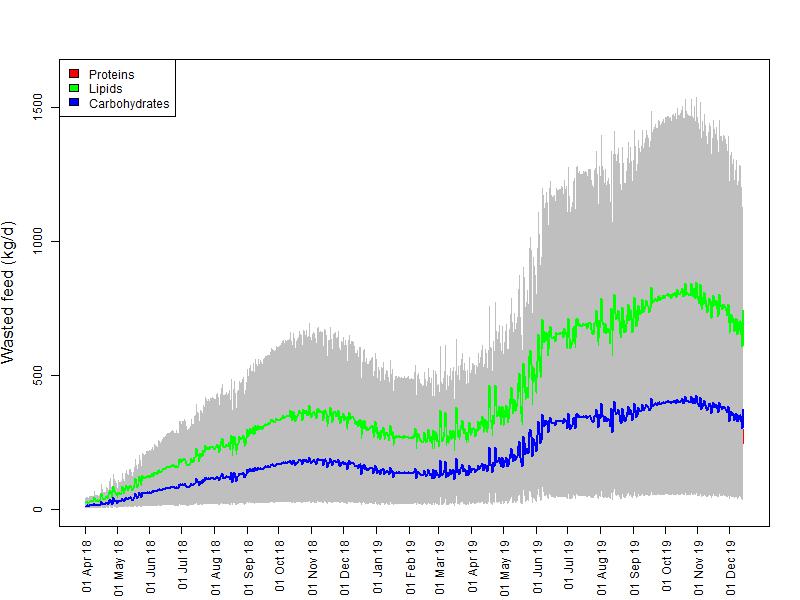 Proteins
Lipids
Carbohydrates
Wasted feed (kg/d)
1500
1000
500
0
01 Apr 18
01 May 18
01 Jun 18
01 Jul 18
01 Aug 18
01 Sep 18
01 Oct 18
01 Nov 18
01 Dec 18
01 Jan 19
01 Feb 19
01 Mar 19
01 Apr 19
01 May 19
01 Jun 19
01 Jul 19
01 Aug 19
01 Sep 19
01 Oct 19
01 Nov 19
01 Dec 19